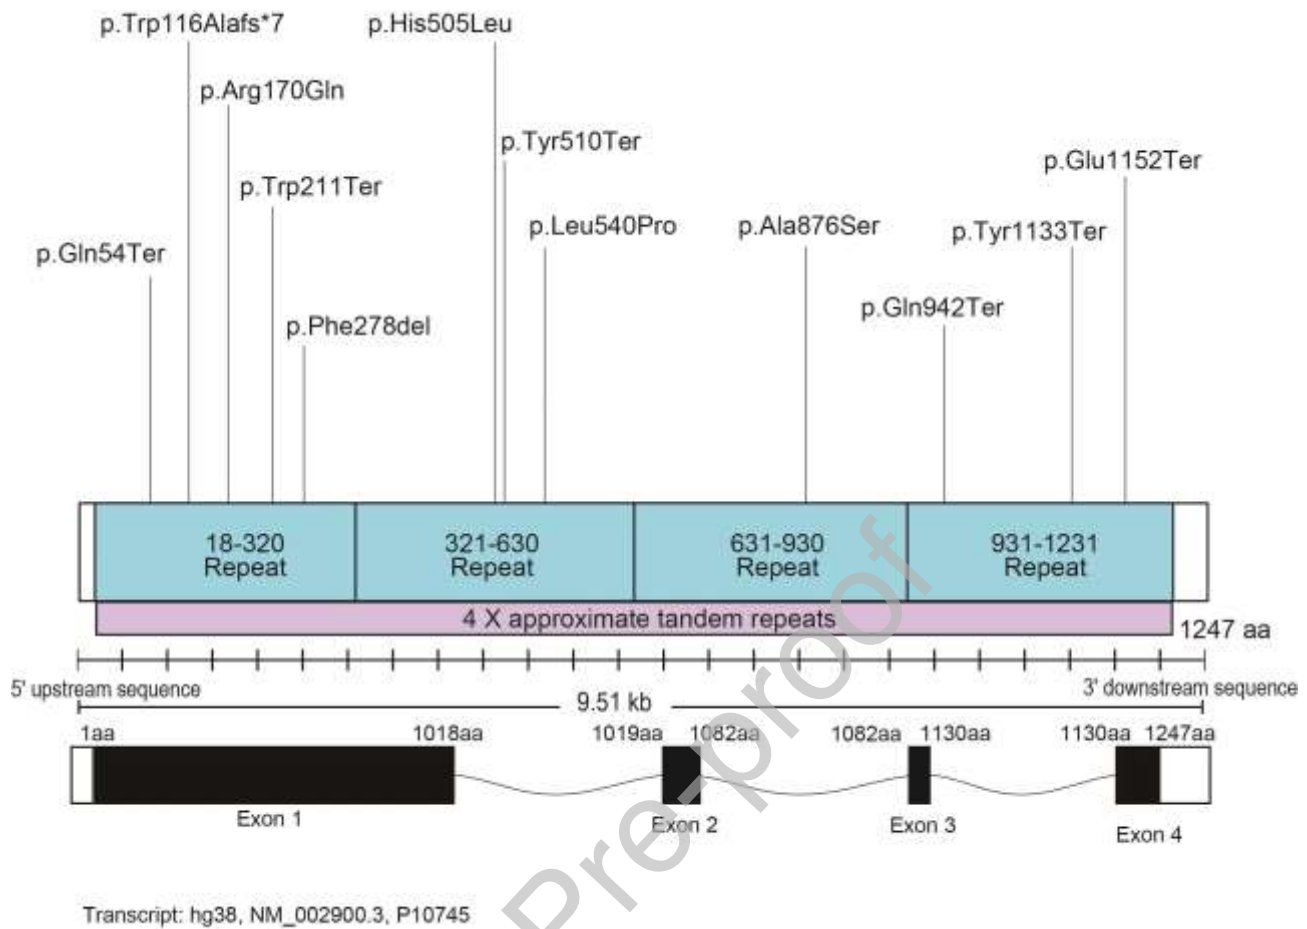 p.Trp116Alafs*7
p.His505Leu
p.Arg170Gln
p.Tyr510Ter
p.Glu1152Ter
p.Trp211Ter
p.Leu540Pro
p.Ala876Ser
p.Tyr1133Ter
p.Gln54Ter
p.Gln942Ter
p.Phe278del
18-320
Repeat
321-630
Repeat
631-930
Repeat
931-1231
Repeat
4 X approximate tandem repeats
1247 aa
5' upstream sequence
3' downstream sequence
9.51 kb
1aa
1018aa
1019aa
1082aa
1082aa
1130aa
1130aa
1247aa
Exon 1
Exon 2
Exon 3
Exon 4
Transcript: hg38, NM_002900.3, P10745
Pre-proof